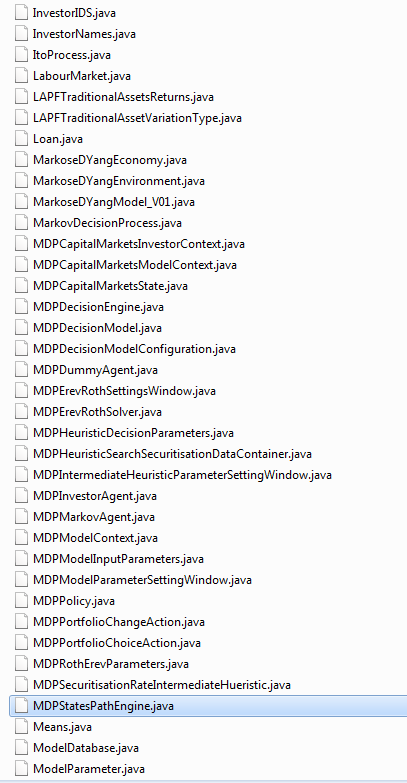 InvestorIDS.java
InvestorNames.java
ItoProcess.java
LabourMarket.java
LAPFTraditionalAssetsReturns.java
LAPFTraditionalAssetVariationType.java
Loan.java
MarkoseDYangEconomy.java
MarkoseDYangEnvironment.java
MarkoseDYangModel_V01.java
MarkovDecisionProcess.java
MDPCapitalMarketsInvestorContext.java
MDPCapitalMarketsModelContext.java
MDPCapitalMarketsState.java
MDPDecisionEngine.java
MDPDecisionModel.java
MDPDecisionModelConfiguration.java
MDPDummyAgent.java
MDPErevRothSettingsWindow.java
MDPErevRothSolver.java
MDPHeuristicDecisionParameters.java
MDPHeuristicSearchSecuritisationDataContainer.java
MDPIntermediateHeuristicParameterSettingWindow.java
MDPInvestorAgent.java
MDPMarkovAgent.java
MDPModelContext.java
MDPModelInputParameters.java
MDPModelParameterSettingWindow.java
MDPPolicy.java
MDPPortfolioChangeAction.java
MDPPortfolioChoiceAction.java
MDPRothErevParameters.java
MDPSecuritisationRateIntermediateHueristic.java
MDPStatesPathEngine.java
Means.java
ModelDatabase.java
ModelParameter.java